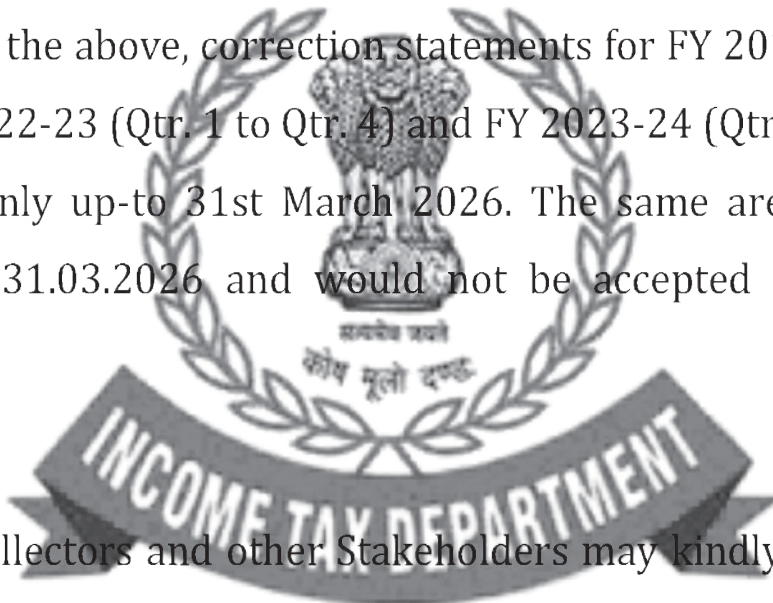 the above, correction statements for FY 20
22-23 (Qtr. 1 to Qtr. 4) and FY 2023-24 (Qtr
nly up-to 31st March 2026. The same are
31.03.2026 and would not be accepted
सत्यमेव जयते
कोष मूलो दण्डः
INCOME TAX DEPARTMENT
llectors and other Stakeholders may kindly